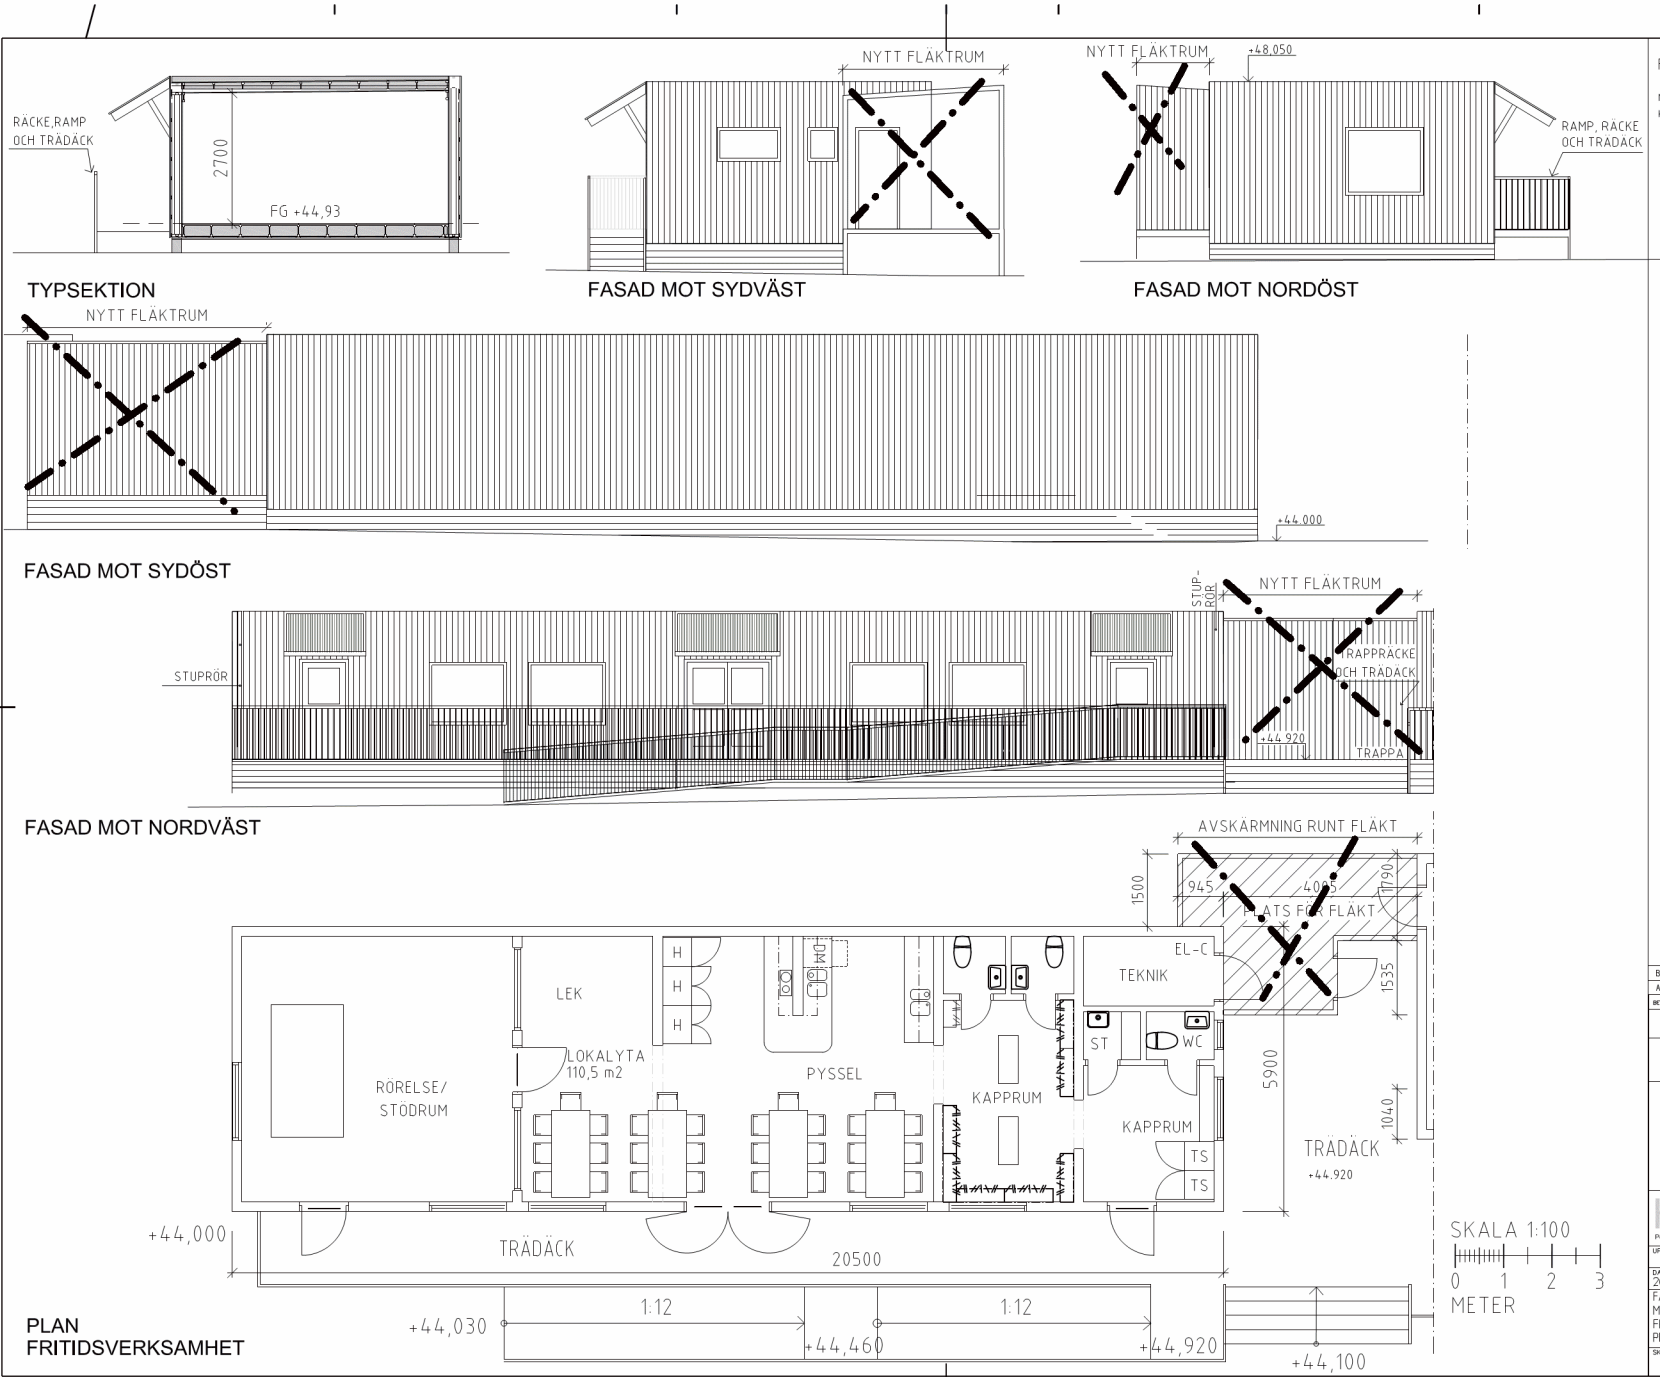 NYTT FLÄKTRUM
NYTT FLÄKTRUM
+48,050
RÄCKE,RAMP
OCH TRÄDÄCK
2700
FG +44,93
RAMP, RÄCKE
OCH TRÄDÄCK
TYPSEKTION
FASAD MOT SYDVÄST
FASAD MOT NORDÖST
NYTT FLÄKTRUM
+44.000
FASAD MOT SYDÖST
STUP-
RÖR
NYTT FLÄKTRUM
STUPRÖR
TRAPPRÄCKE
OCH TRÄDÄCK
+44.920
TRAPPA
FASAD MOT NORDVÄST
AVSKÄRMNING RUNT FLÄKT
1500
945
4085
1790
PLATS FÖR FLÄKT
H
H
H
DM
EL-C
TEKNIK
LEK
1535
LOKALYTA
110,5 m2
ST
WC
PYSSEL
RÖRELSE/
STÖDRUM
KAPPRUM
5900
KAPPRUM
1040
TS
TS
TRÄDÄCK
+44.920
+44,000
TRÄDÄCK
20500
SKALA 1:100
0 1 2 3
METER
1:12
1:12
+44,030
+44,460
+44,920
+44,100
PLAN
FRITIDSVERKSAMHET